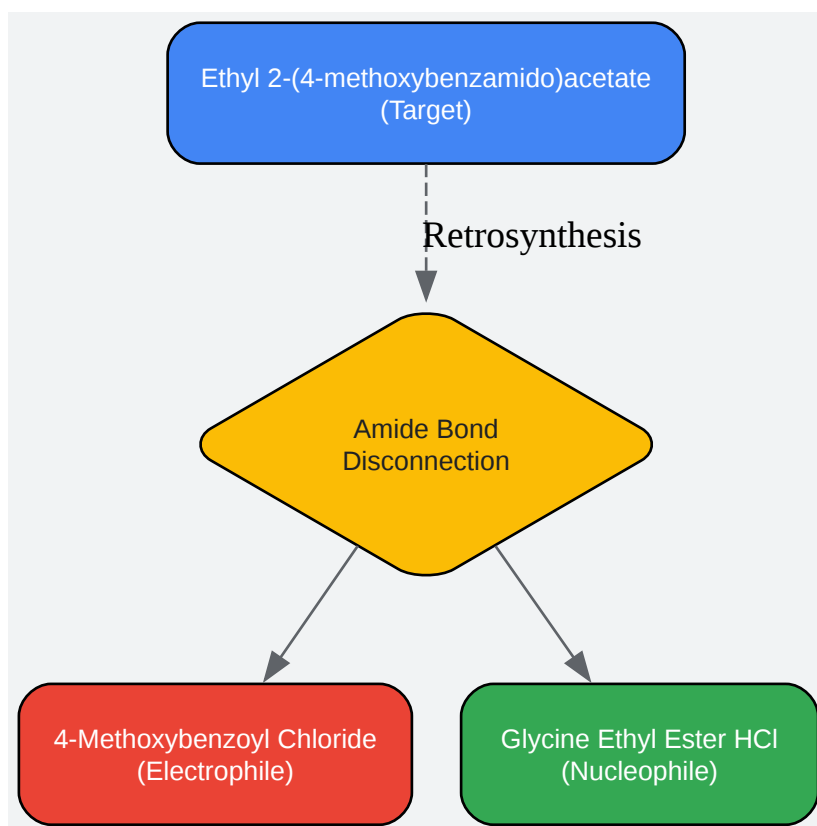 Ethyl 2-(4-methoxybenzamido)acetate
(Target)
Retrosynthesis
Amide Bond
Disconnection
4-Methoxybenzoyl Chloride
(Electrophile)
Glycine Ethyl Ester HCl
(Nucleophile)